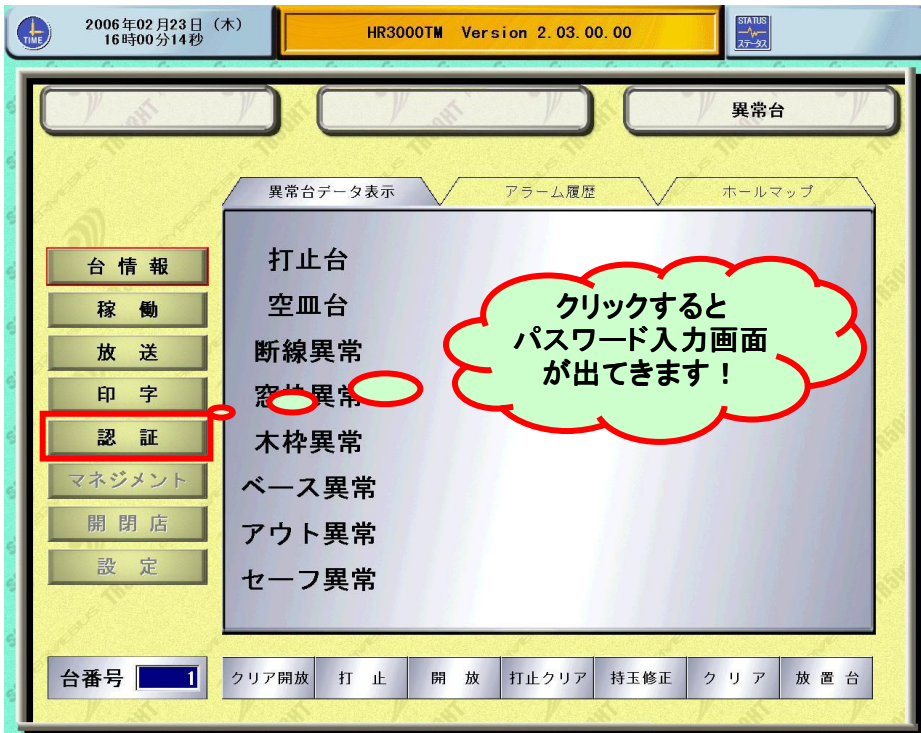 TIME
2006年02月23日（木）
16時00分14秒
HR3000TM Version 2.03.00.00
STATUS
ステータス
異常台
異常台データ表示
アラーム履歴
ホールマップ
台情報
稼働
放送
印字
認証
マネジメント
開閉店
設定
打止台
空皿台
断線異常
窓枠異常
木枠異常
ベース異常
アウト異常
セーフ異常
クリックすると
パスワード入力画面
が出てきます！
台番号 1
クリア開放 打止 開放 打止クリア 持玉修正 クリア 放置台